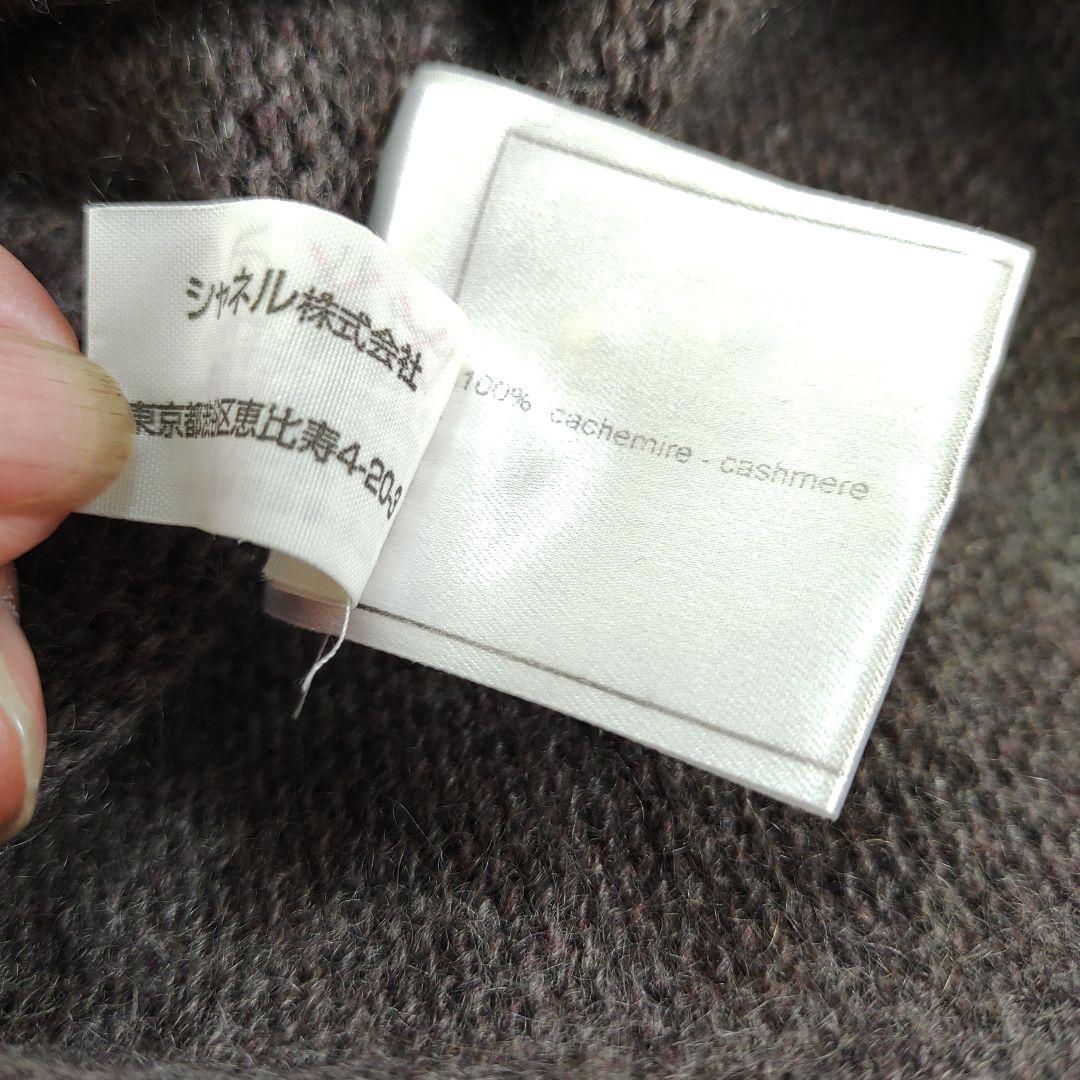 シャネル株式会社
東京都渋谷区恵比寿4-20-3
100% cachemire - cashmere